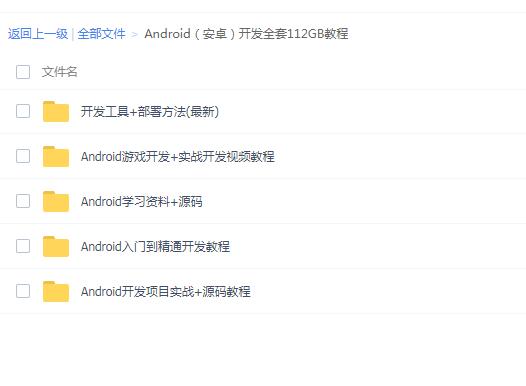 返回上一级 | 全部文件 > Android（安卓）开发全套112GB教程
文件名
开发工具+部署方法(最新)
Android游戏开发+实战开发视频教程
Android学习资料+源码
Android入门到精通开发教程
Android开发项目实战+源码教程